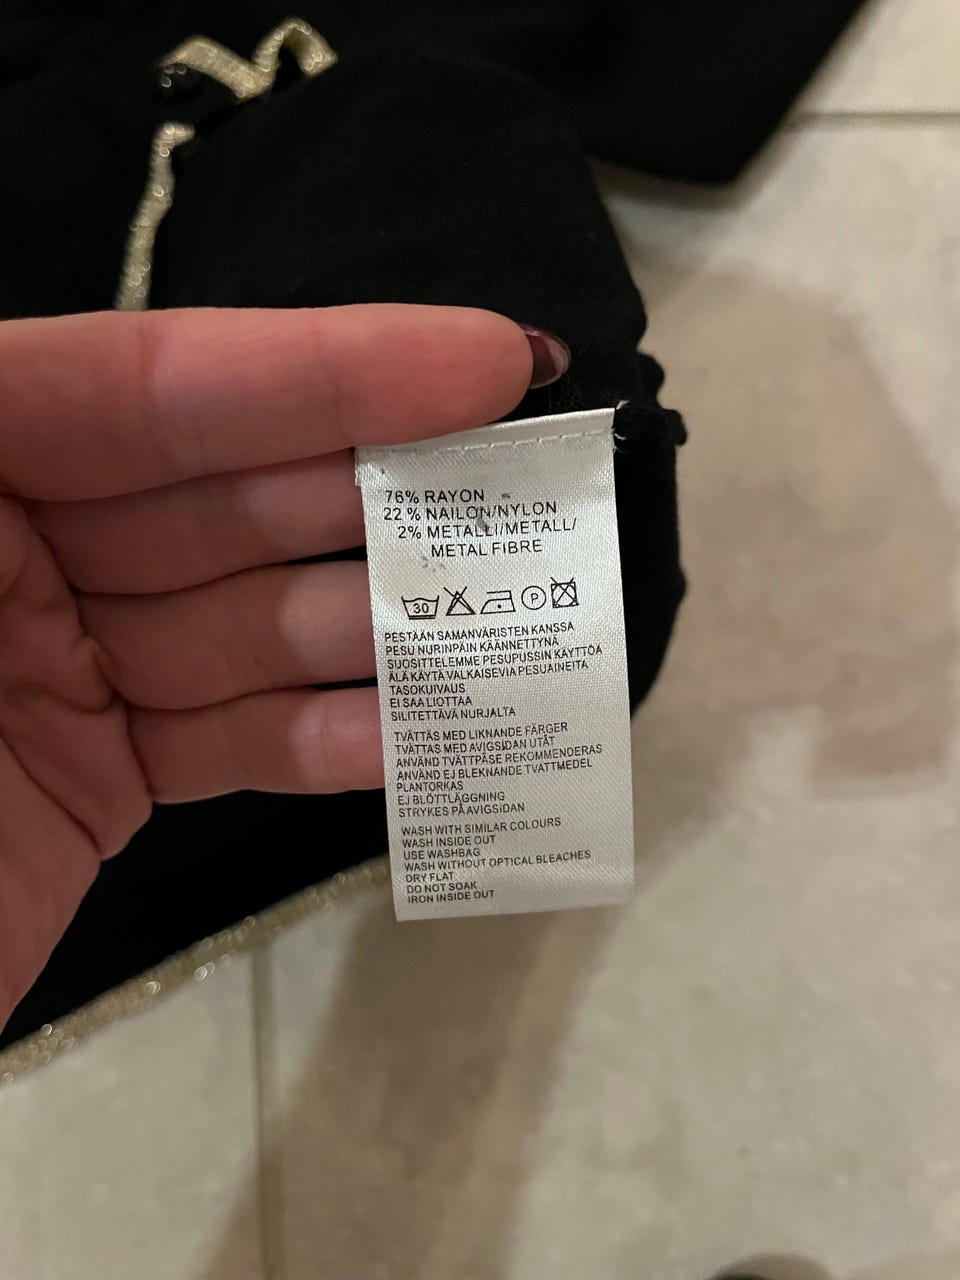 76% RAYON
22 % NAILON/NYLON
2% METALLI/METALL/
METAL FIBRE
30 P
PESTÄÄN SAMANVÄRISTEN KANSSA
PESU NURINPÄIN KÄÄNNETTYNÄ
SUOSITTELEMME PESUPUSSIN KÄYTTÖÄ
ÄLÄ KÄYTÄ VALKAISEVIA PESUAINEITA
TASOKUIVAUS
EI SAA LIOTTAA
SILITETTÄVÄ NURJALTA
TVÄTTAS MED LIKNANDE FÄRGER
TVÄTTAS MED AVIGSIDAN UTÅT
ANVÄND TVÄTTPÅSE REKOMMENDERAS
ANVÄND EJ BLEKNANDE TVÄTTMEDEL
PLANTORKAS
EJ BLÖTTLÄGGNING
STRYKES PÅ AVIGSIDAN
WASH WITH SIMILAR COLOURS
WASH INSIDE OUT
USE WASHBAG
WASH WITHOUT OPTICAL BLEACHES
DRY FLAT
DO NOT SOAK
IRON INSIDE OUT